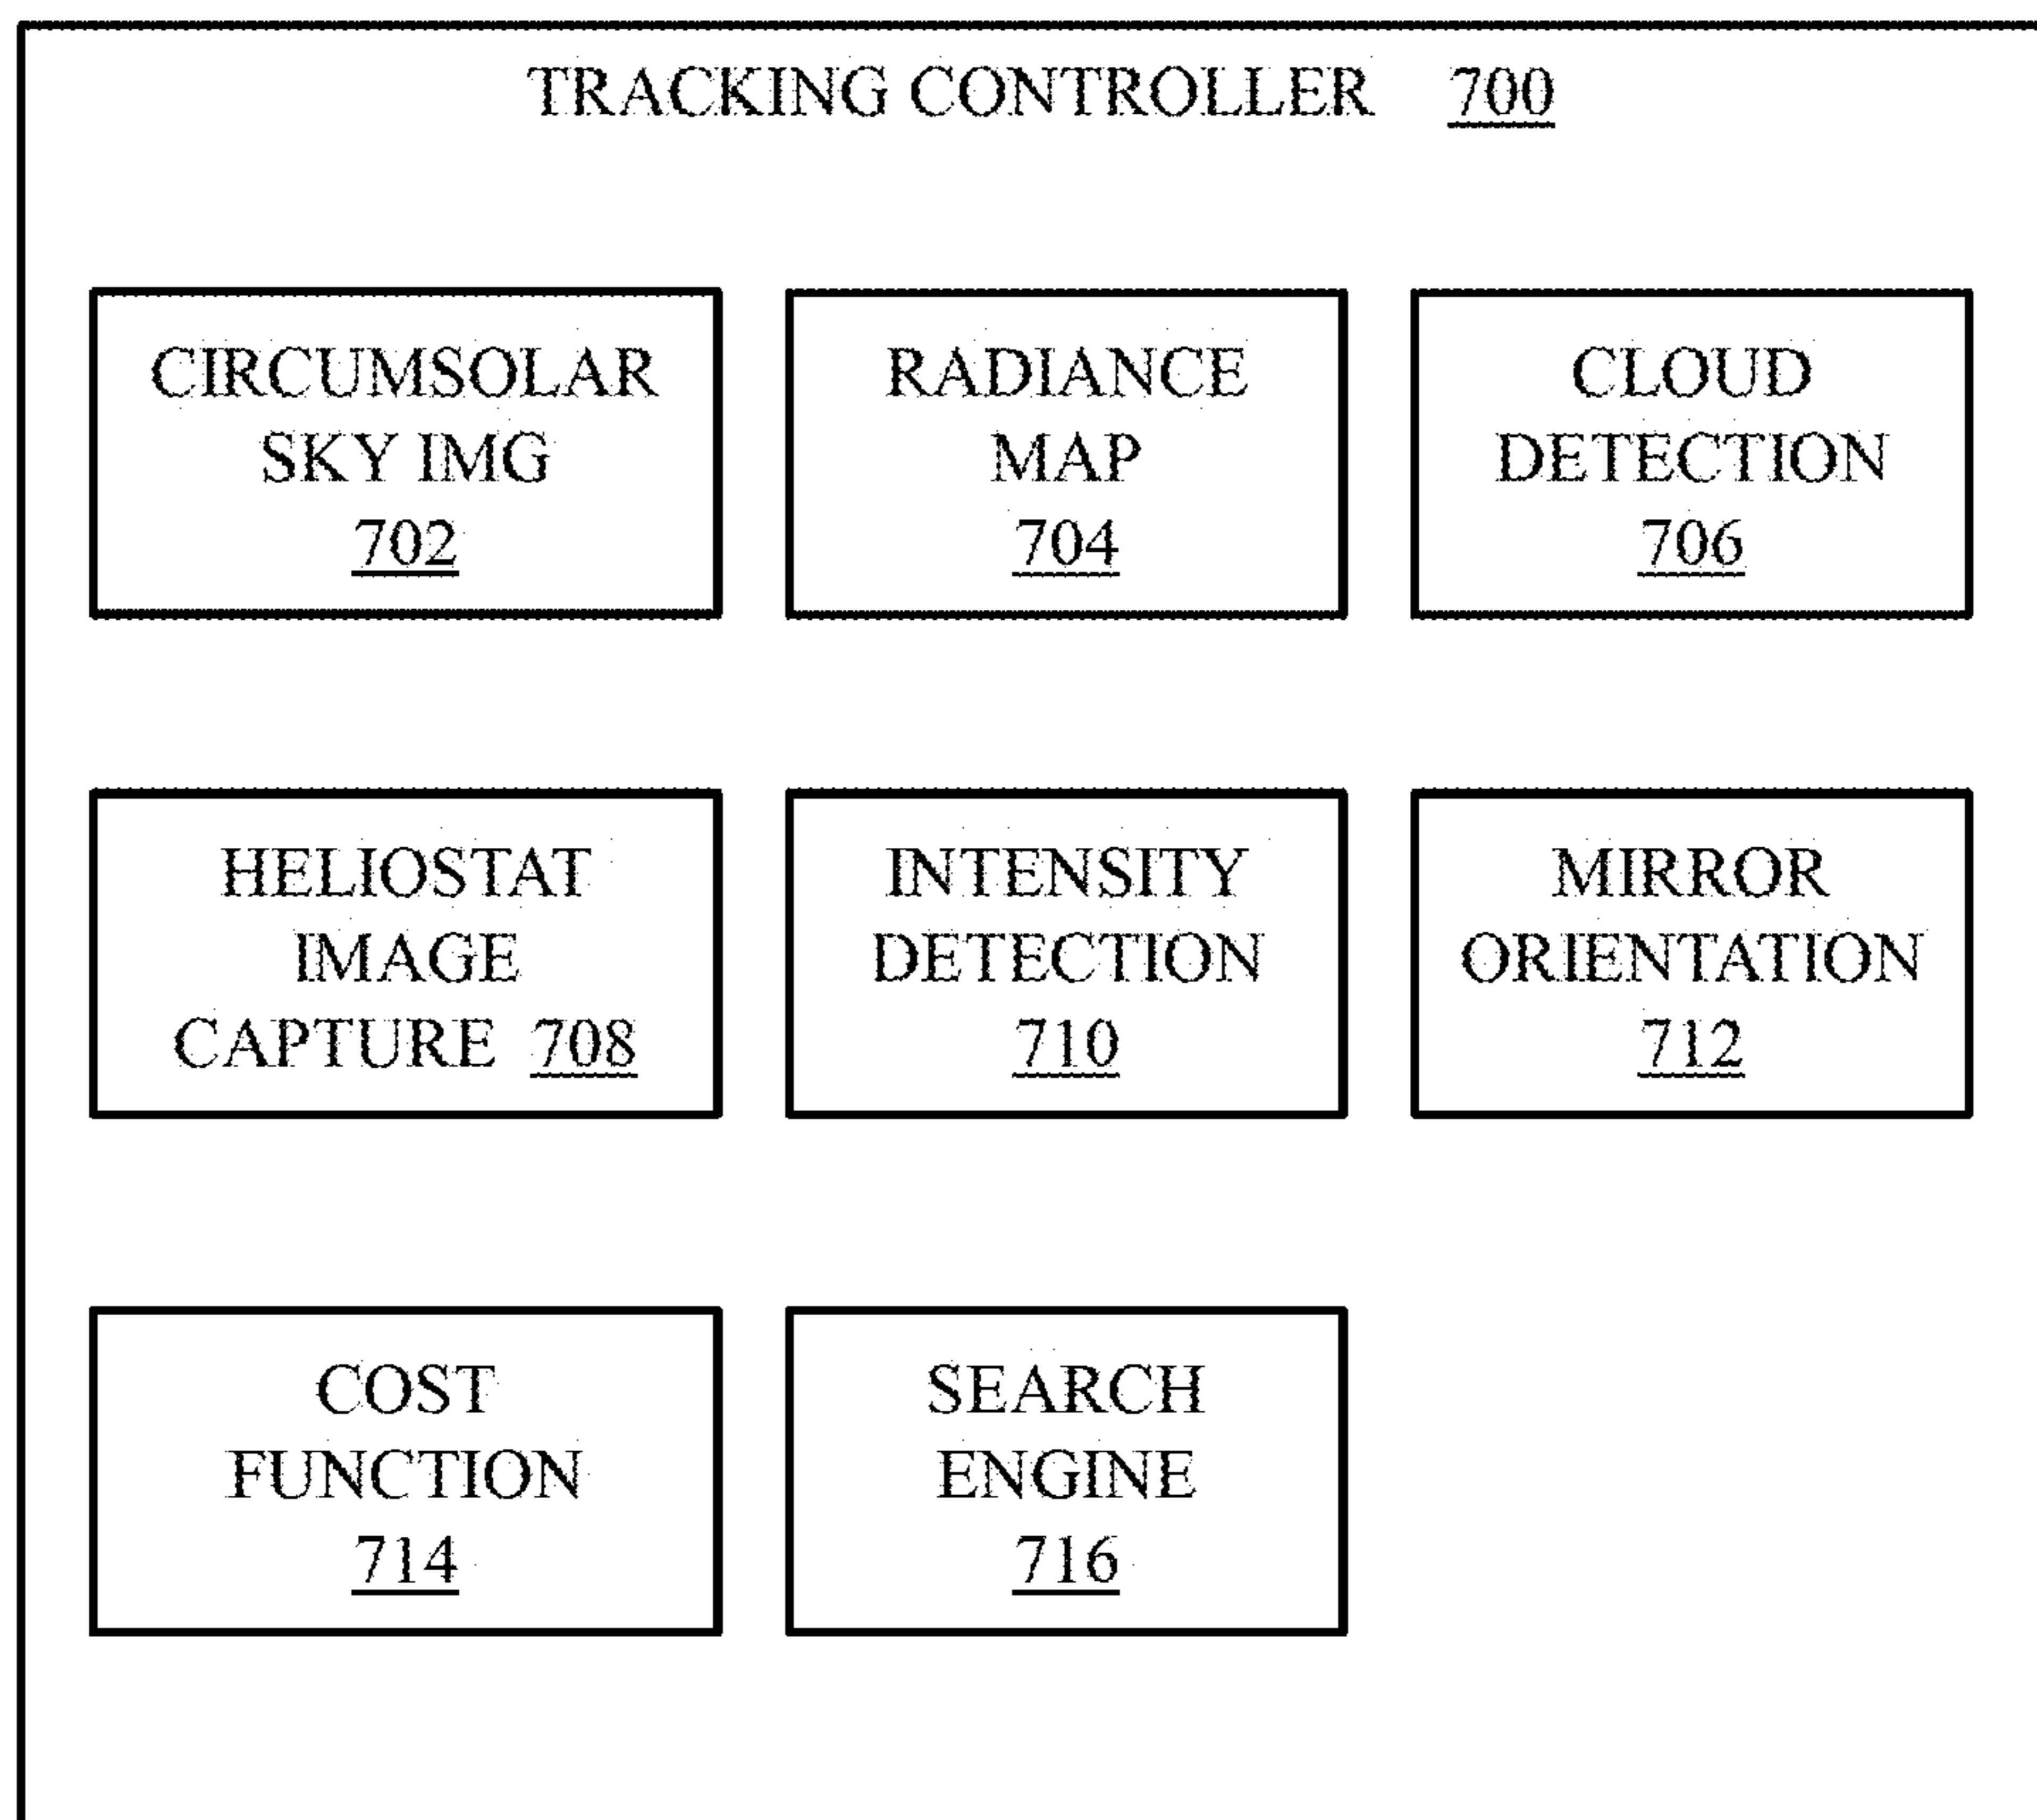 TRACKING CONTROLLER 700
CIRCUMSOLAR
SKY IMG
702
RADIANCE
MAP
704
CLOUD
DETECTION
706
HELIOSTAT
IMAGE
CAPTURE 708
INTENSITY
DETECTION
710
MIRROR
ORIENTATION
712
COST
FUNCTION
714
SEARCH
ENGINE
716